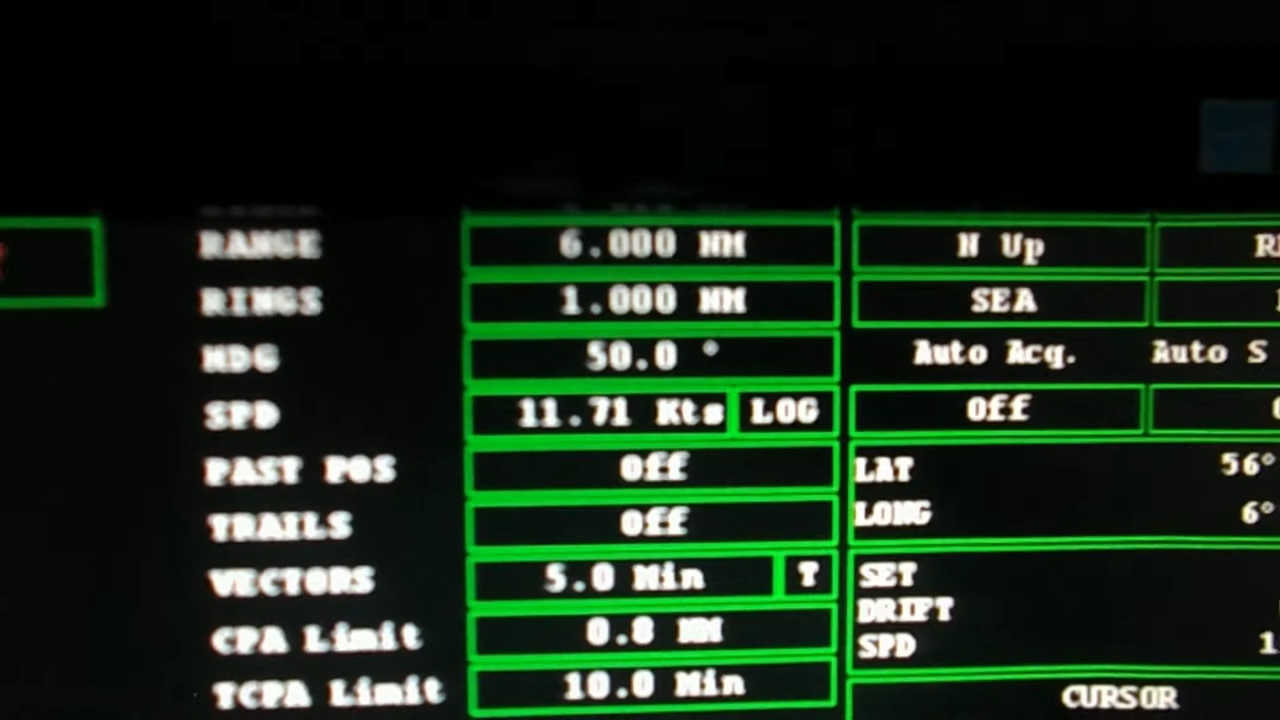 RANGE 6.000 NM N Up
RINGS 1.000 NM SEA
HDG 50.0 ° Auto Acq. Auto S
SPD 11.71 Kts LOG Off
PAST POS Off LAT 56°
TRAILS Off LONG 6°
VECTORS 5.0 Min T SET
DRIFT
CPA Limit 0.8 NM SPD 1
TCPA Limit 10.0 Min CURSOR